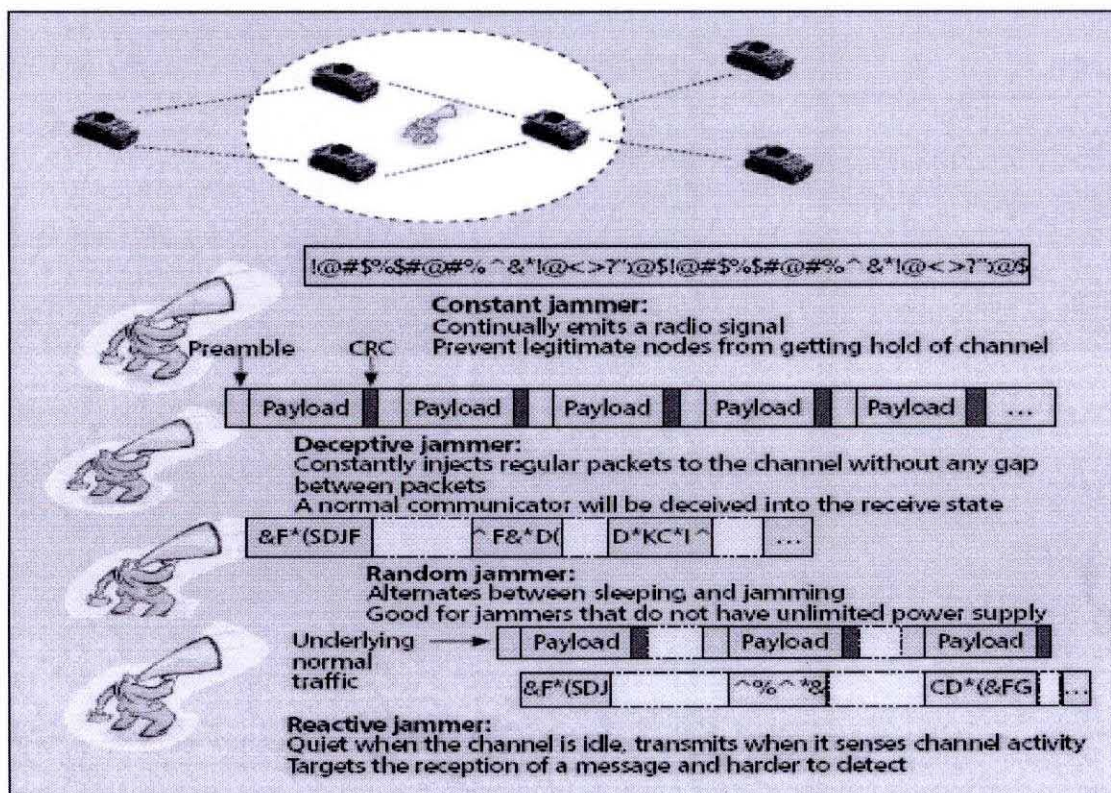 !@#$%$#@#%^&*!@<>?":@$!@#$%$#@#%^&*!@<>?":@$
Constant jammer:
Continually emits a radio signal
Prevent legitimate nodes from getting hold of channel
Preamble CRC
Payload Payload Payload Payload Payload ...
Deceptive jammer:
Constantly injects regular packets to the channel without any gap
between packets
A normal communicator will be deceived into the receive state
&F*(SDJF ^F&*D( D*KC*I^ ...
Random jammer:
Alternates between sleeping and jamming
Good for jammers that do not have unlimited power supply
Underlying
normal
traffic
Payload Payload Payload
&F*(SDJ ^%^*& CD*(&FG ...
Reactive jammer:
Quiet when the channel is idle, transmits when it senses channel activity
Targets the reception of a message and harder to detect